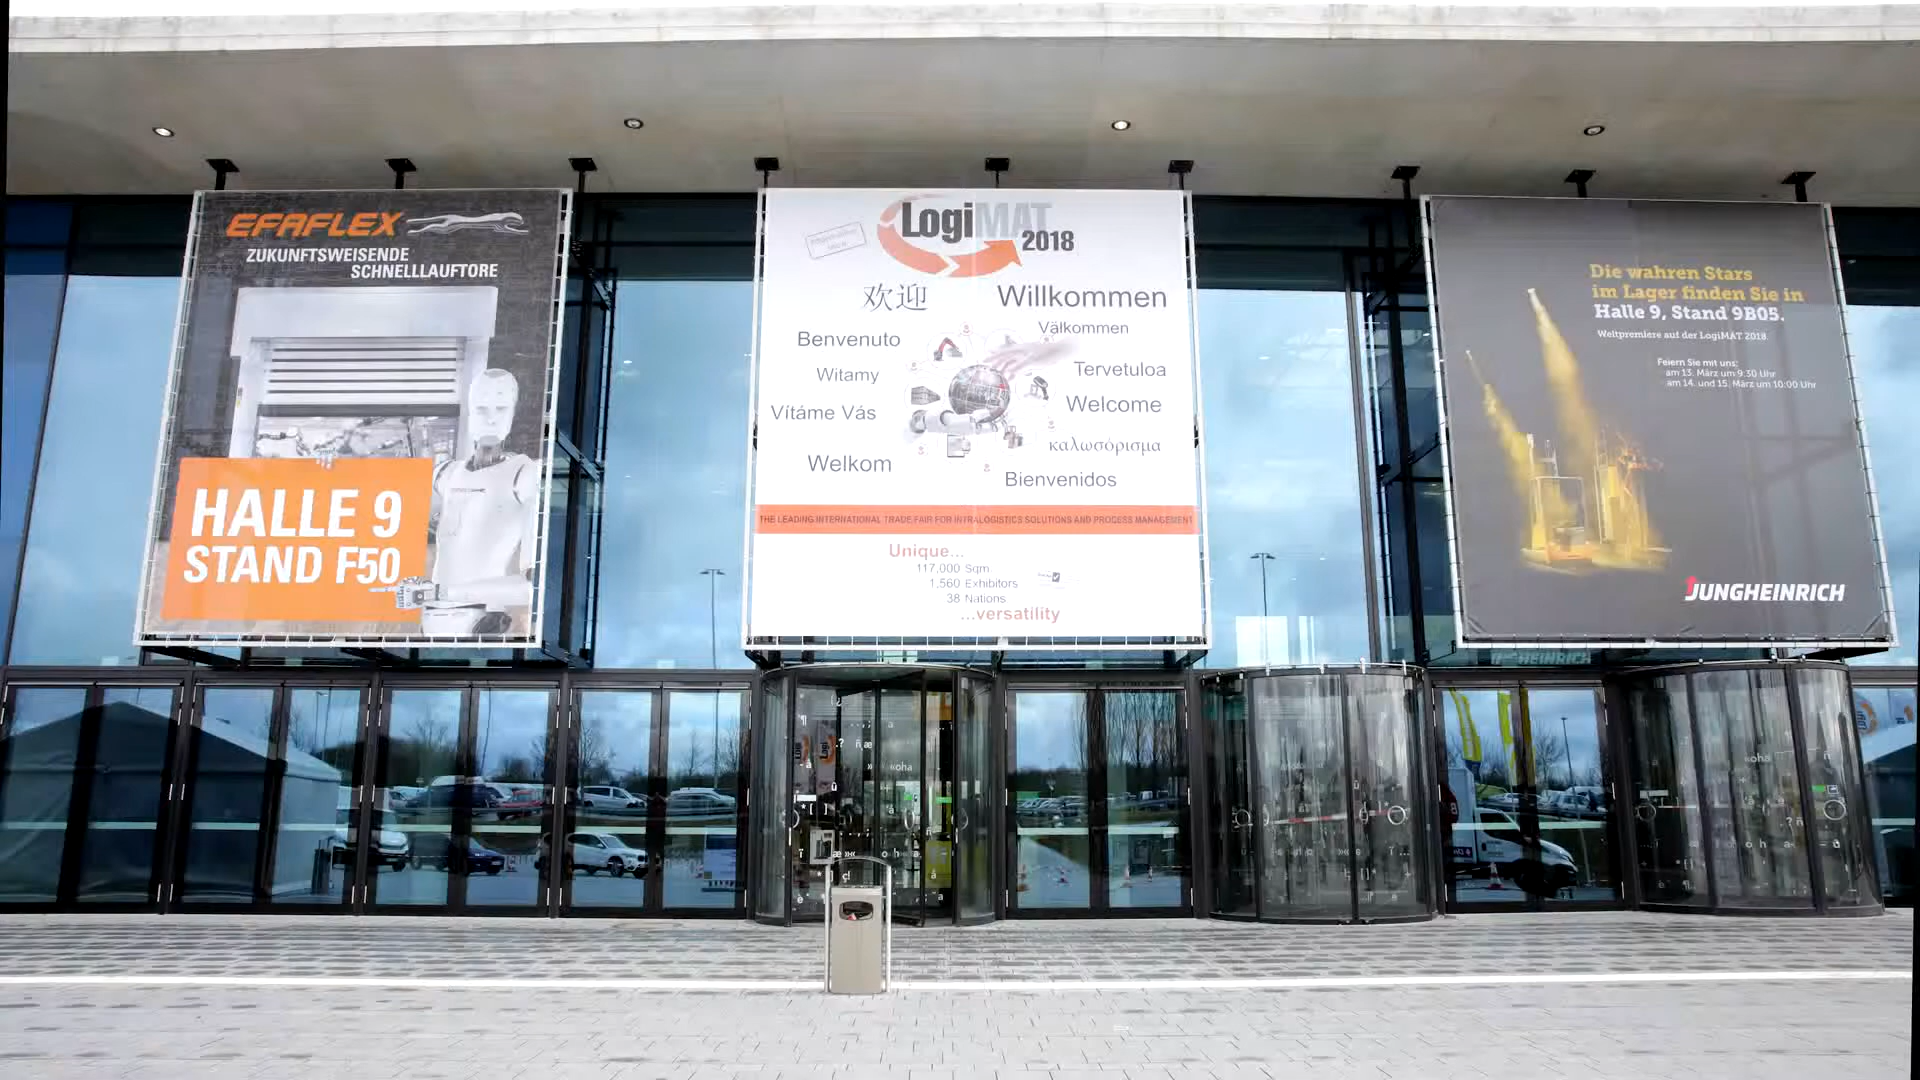 EFAFLEX
ZUKUNFTSWEISENDE
SCHNELLLAUFTORE
HALLE 9
STAND F50
LogiMAT
2018
欢迎
Willkommen
Benvenuto
Välkommen
Witamy
Tervetuloa
Vítáme Vás
Welcome
καλωσόρισμα
Welkom
Bienvenidos
THE LEADING INTERNATIONAL TRADE FAIR FOR INTRALOGISTICS SOLUTIONS AND PROCESS MANAGEMENT
Unique...
117,000 Sqm.
1,560 Exhibitors
38 Nations
...versatility
Die wahren Stars
im Lager finden Sie in
Halle 9, Stand 9B05.
Weltpremiere auf der LogiMAT 2018.
Feiern Sie mit uns:
am 13. März um 9:30 Uhr
am 14. und 15. März um 10:00 Uhr
JUNGHEINRICH
«oha
«oha